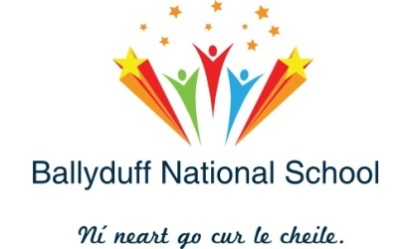 Ballyduff National School
Ní neart go cur le cheile.